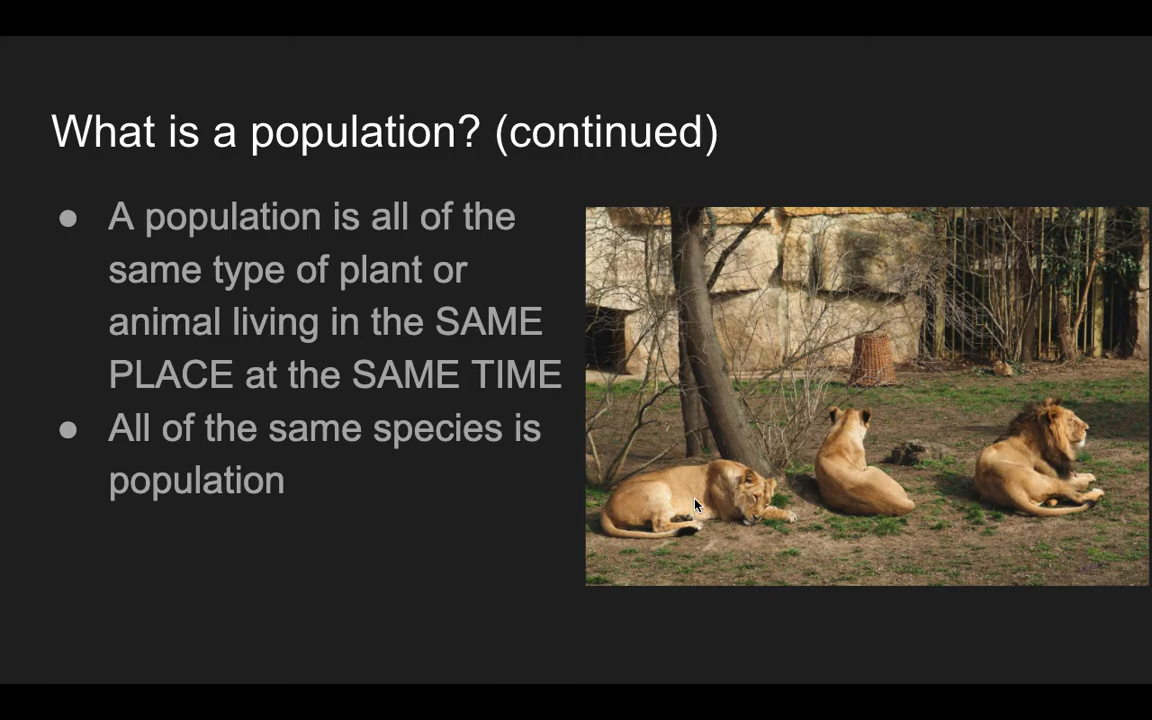 What is a population? (continued)
● A population is all of the
same type of plant or
animal living in the SAME
PLACE at the SAME TIME
● All of the same species is
population